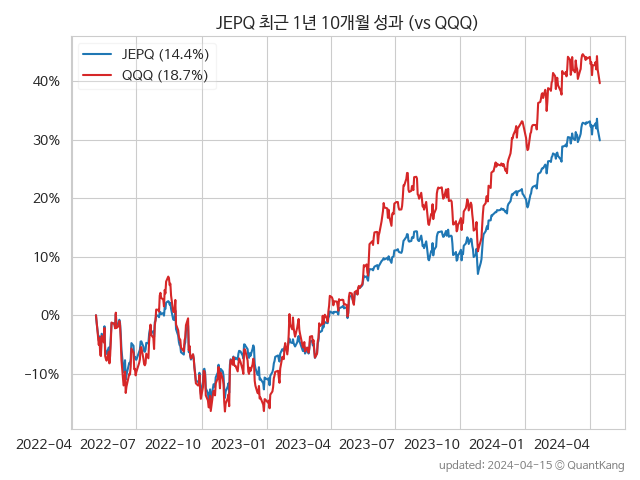 JEPQ 최근 1년 10개월 성과 (vs QQQ)
JEPQ (14.4%)
QQQ (18.7%)
40%
30%
20%
10%
0%
−10%
2022-04 2022-07 2022-10 2023-01 2023-04 2023-07 2023-10 2024-01 2024-04
updated: 2024-04-15 © QuantKang